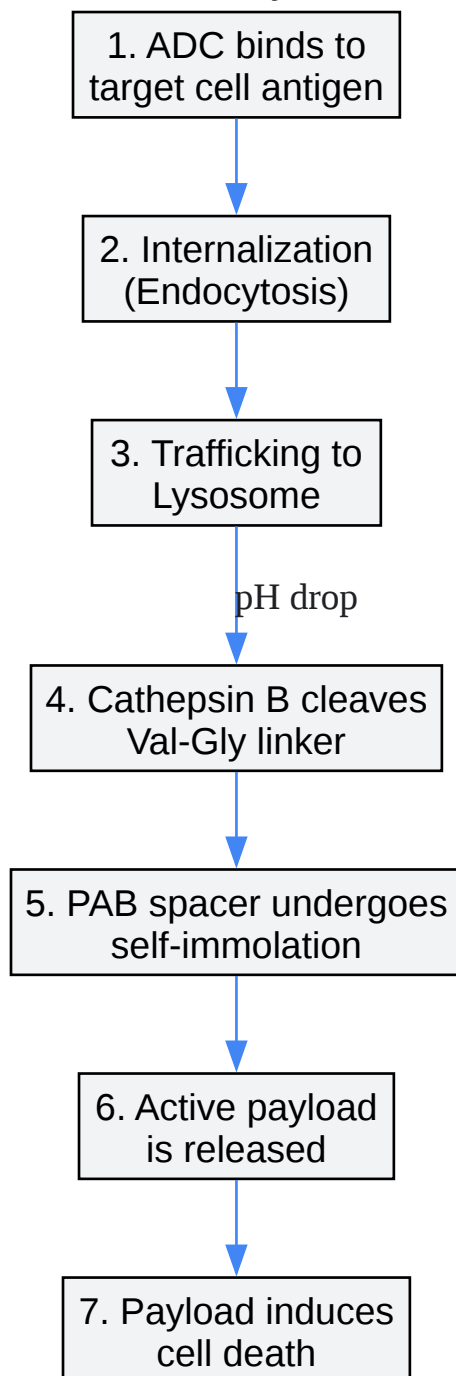 1. ADC binds to
target cell antigen
2. Internalization
(Endocytosis)
3. Trafficking to
Lysosome
pH drop
4. Cathepsin B cleaves
Val-Gly linker
5. PAB spacer undergoes
self-immolation
6. Active payload
is released
7. Payload induces
cell death